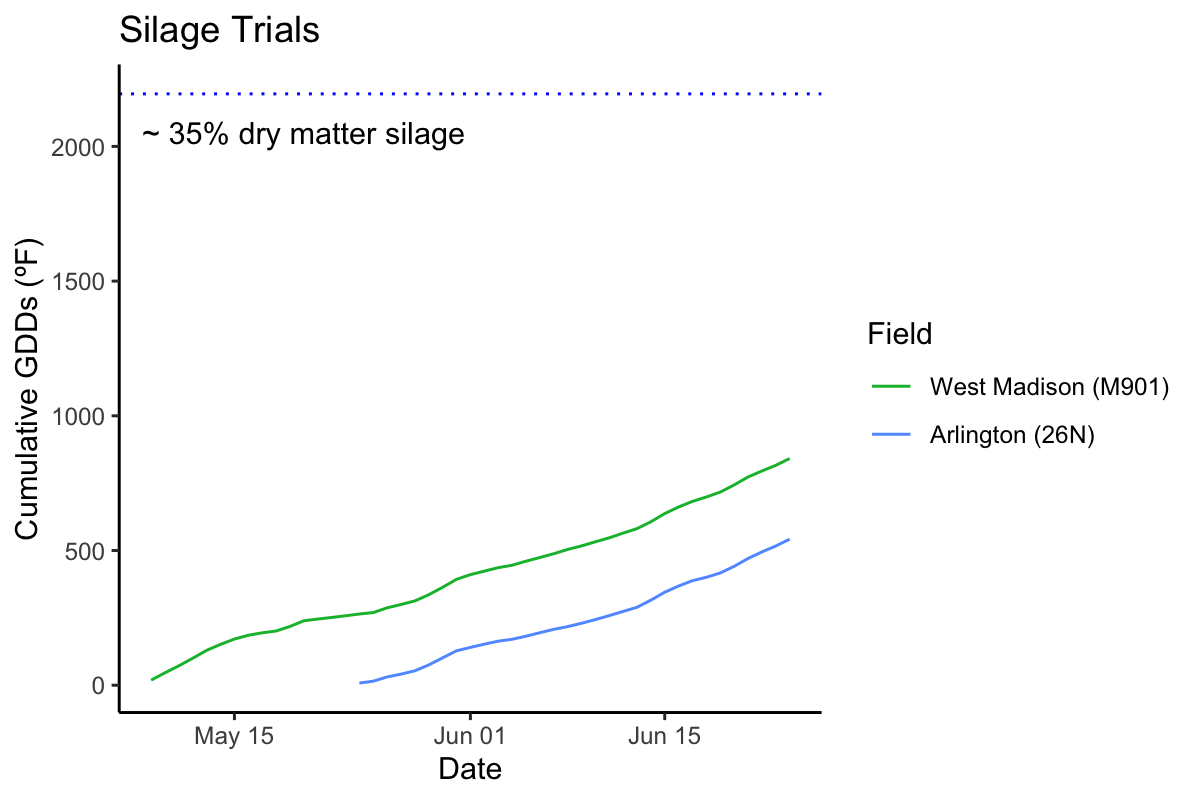 Silage Trials
~ 35% dry matter silage
2000
1500
1000
500
0
Cumulative GDDs (ºF)
May 15
Jun 01
Jun 15
Date
Field
West Madison (M901)
Arlington (26N)